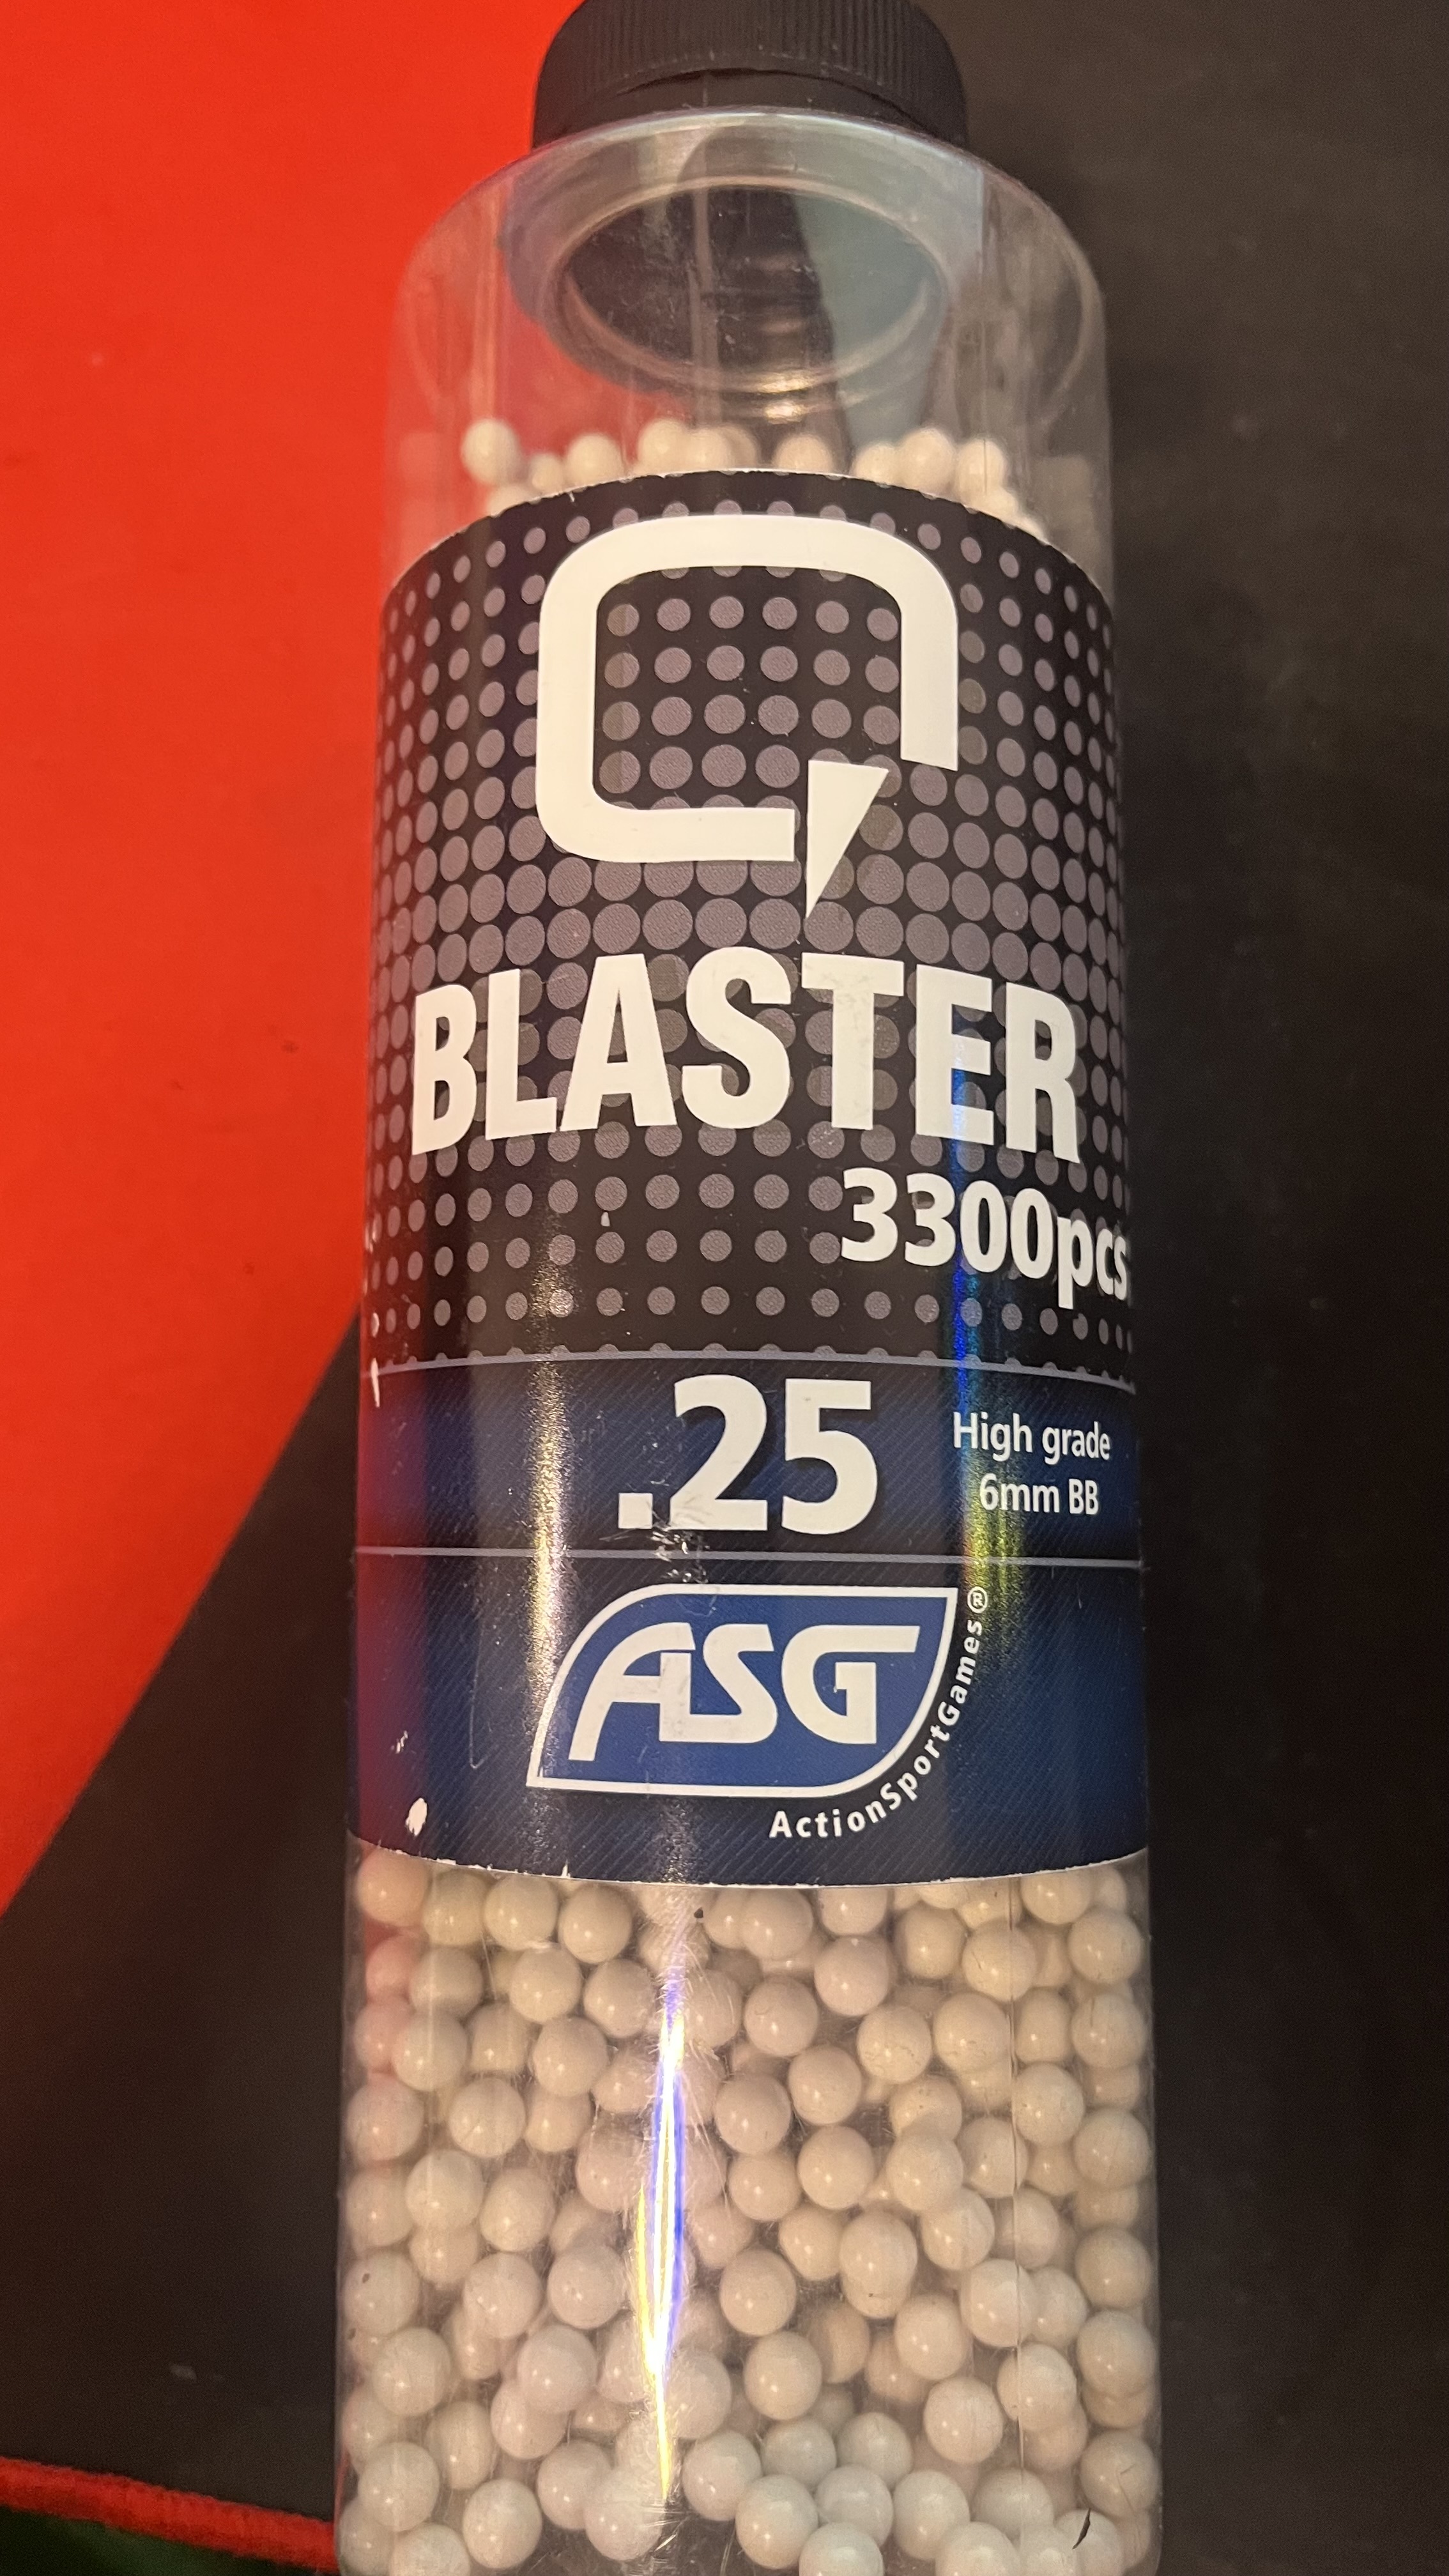 Q
BLASTER
3300pcs
.25
High grade
6mm BB
ASG
ActionSportGames®